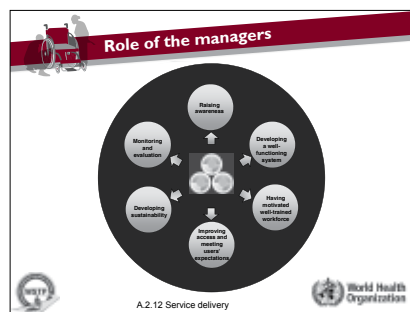 Role of the managers
Raising
awareness
Developing
a well-
functioning
system
Having
motivated
well-trained
workforce
Improving
access and
meeting
users'
expectations
Developing
sustainability
Monitoring
and
evaluation
WSTP
A.2.12 Service delivery
World Health
Organization